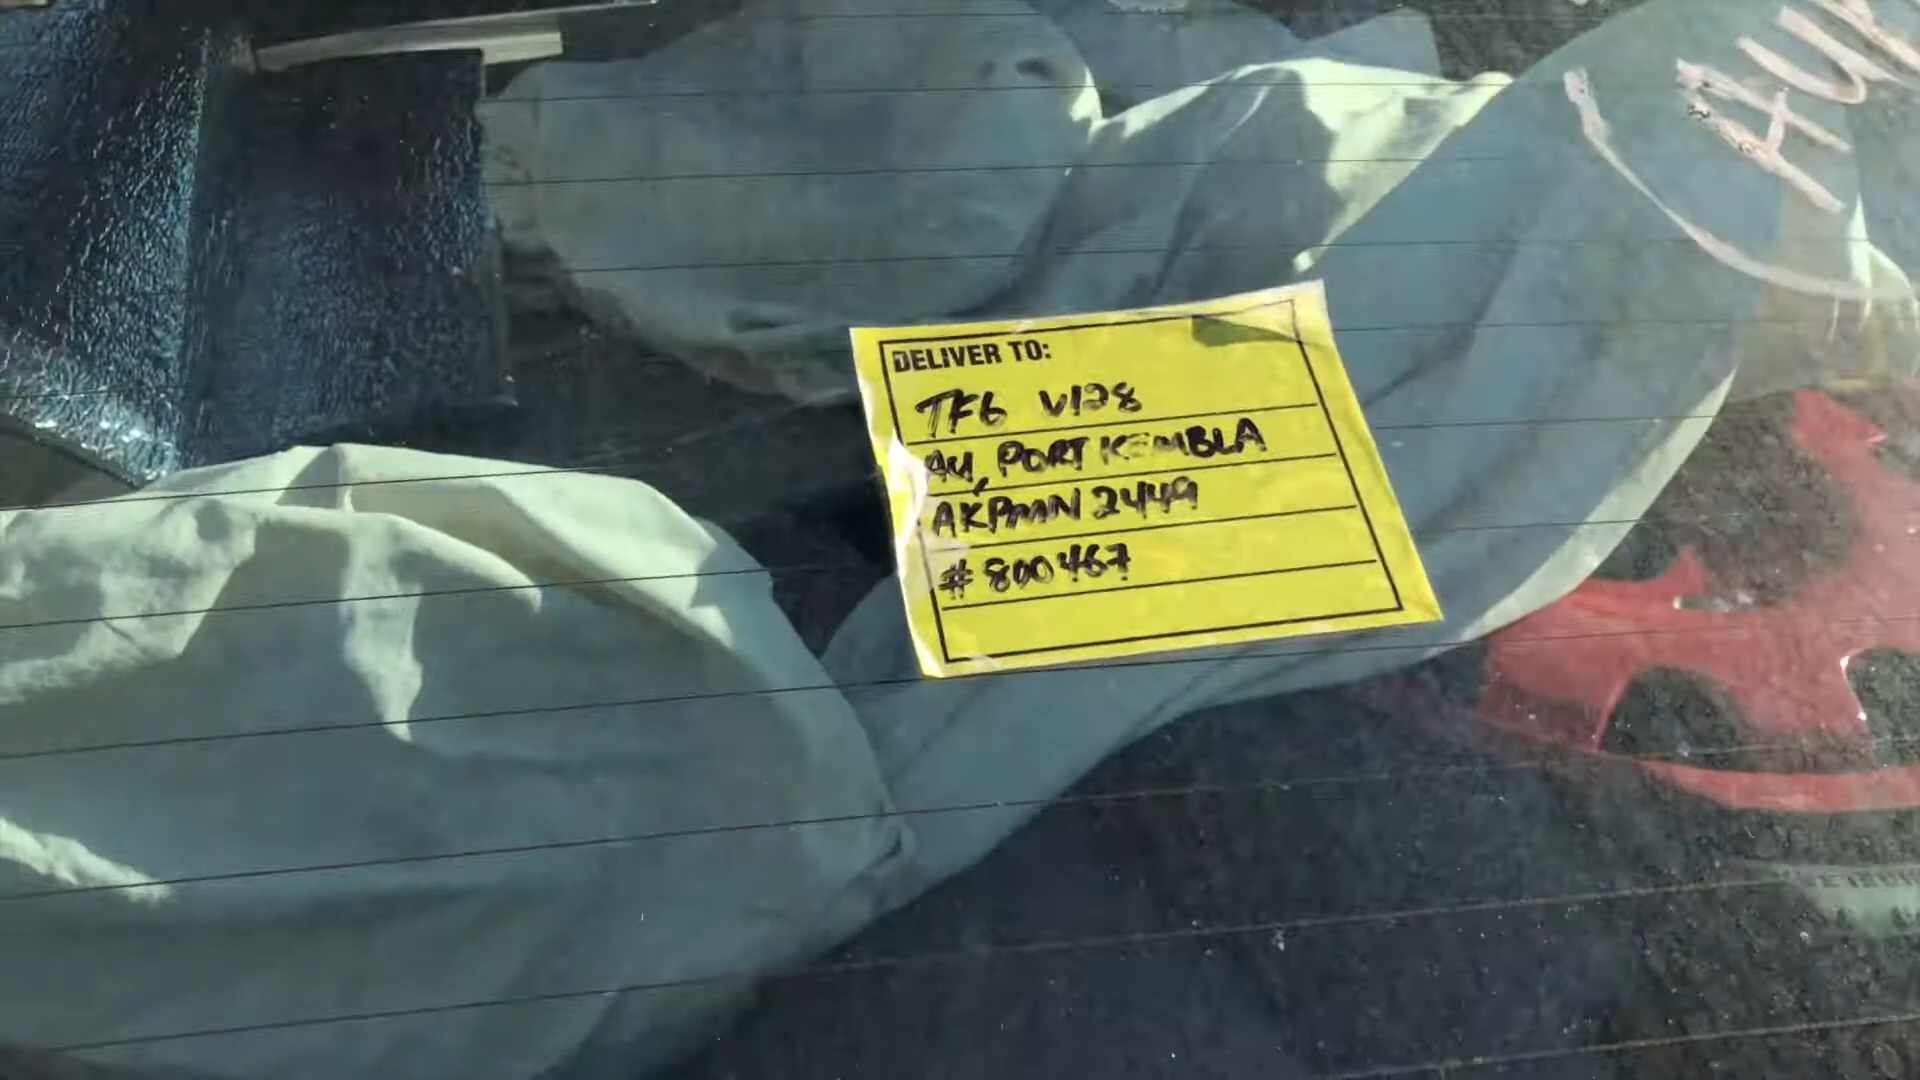 DELIVER TO:
TF6 V128
AU, PORT KEMBLA
AKPMN 2449
# 800467